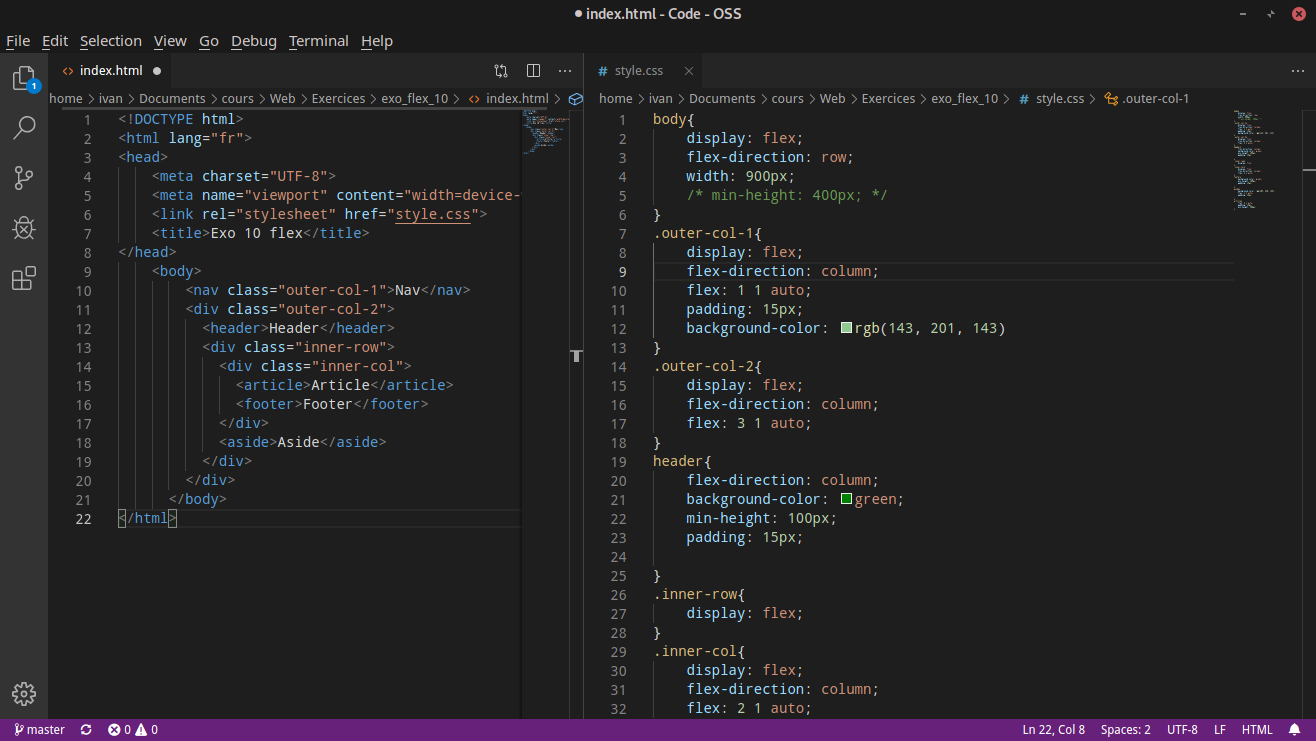 index.html - Code - OSS
File Edit Selection View Go Debug Terminal Help
1
index.html
home > ivan > Documents > cours > Web > Exercices > exo_flex_10 > index.html >
1 <!DOCTYPE html>
2 <html lang="fr">
3 <head>
4 <meta charset="UTF-8">
5 <meta name="viewport" content="width=device-
6 <link rel="stylesheet" href="style.css">
7 <title>Exo 10 flex</title>
8 </head>
9 <body>
10 <nav class="outer-col-1">Nav</nav>
11 <div class="outer-col-2">
12 <header>Header</header>
13 <div class="inner-row">
14 <div class="inner-col">
15 <article>Article</article>
16 <footer>Footer</footer>
17 </div>
18 <aside>Aside</aside>
19 </div>
20 </div>
21 </body>
22 </html>
# style.css
home > ivan > Documents > cours > Web > Exercices > exo_flex_10 > # style.css > .outer-col-1
1 body{
2 display: flex;
3 flex-direction: row;
4 width: 900px;
5 /* min-height: 400px; */
6 }
7 .outer-col-1{
8 display: flex;
9 flex-direction: column;
10 flex: 1 1 auto;
11 padding: 15px;
12 background-color: rgb(143, 201, 143)
13 }
14 .outer-col-2{
15 display: flex;
16 flex-direction: column;
17 flex: 3 1 auto;
18 }
19 header{
20 flex-direction: column;
21 background-color: green;
22 min-height: 100px;
23 padding: 15px;
24
25 }
26 .inner-row{
27 display: flex;
28 }
29 .inner-col{
30 display: flex;
31 flex-direction: column;
32 flex: 2 1 auto;
master 0 0 Ln 22, Col 8 Spaces: 2 UTF-8 LF HTML